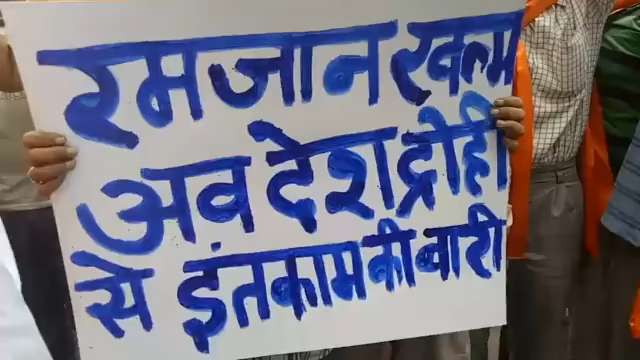 रमजान खत्म
अब देशद्रोही
से इंतकाम की बारी